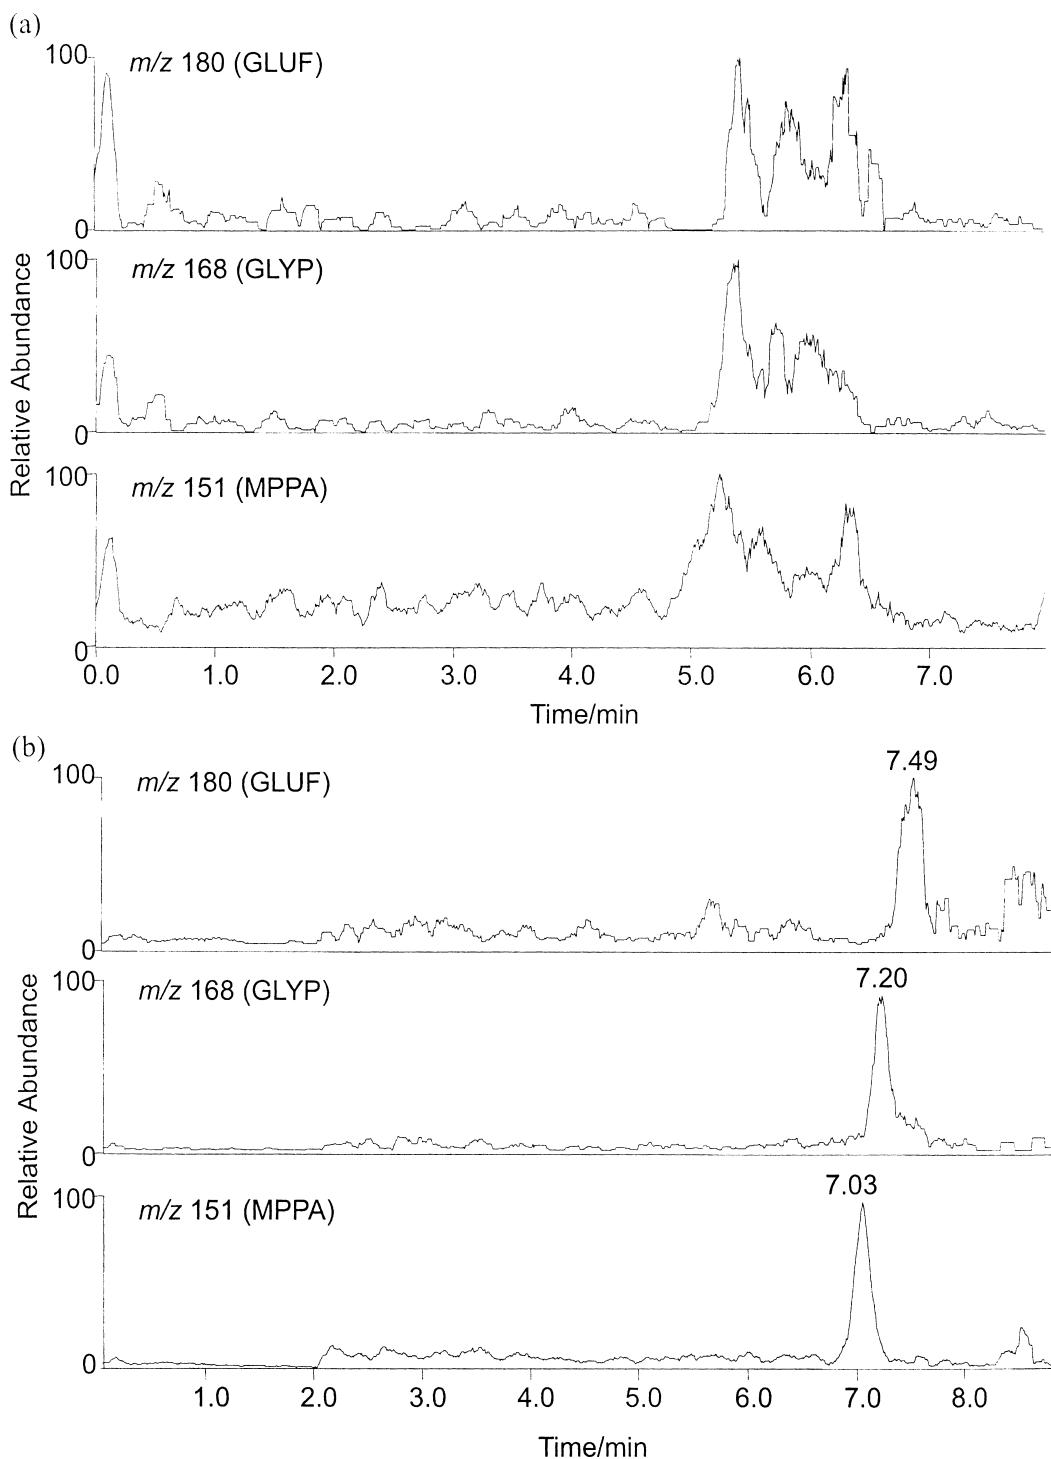 (a)
100
m/z 180 (GLUF)
0
100
m/z 168 (GLYP)
0
Relative Abundance
100
m/z 151 (MPPA)
0
0.0 1.0 2.0 3.0 4.0 5.0 6.0 7.0
Time/min
(b)
100
m/z 180 (GLUF)
7.49
0
100
m/z 168 (GLYP)
7.20
0
Relative Abundance
100
m/z 151 (MPPA)
7.03
0
1.0 2.0 3.0 4.0 5.0 6.0 7.0 8.0
Time/min